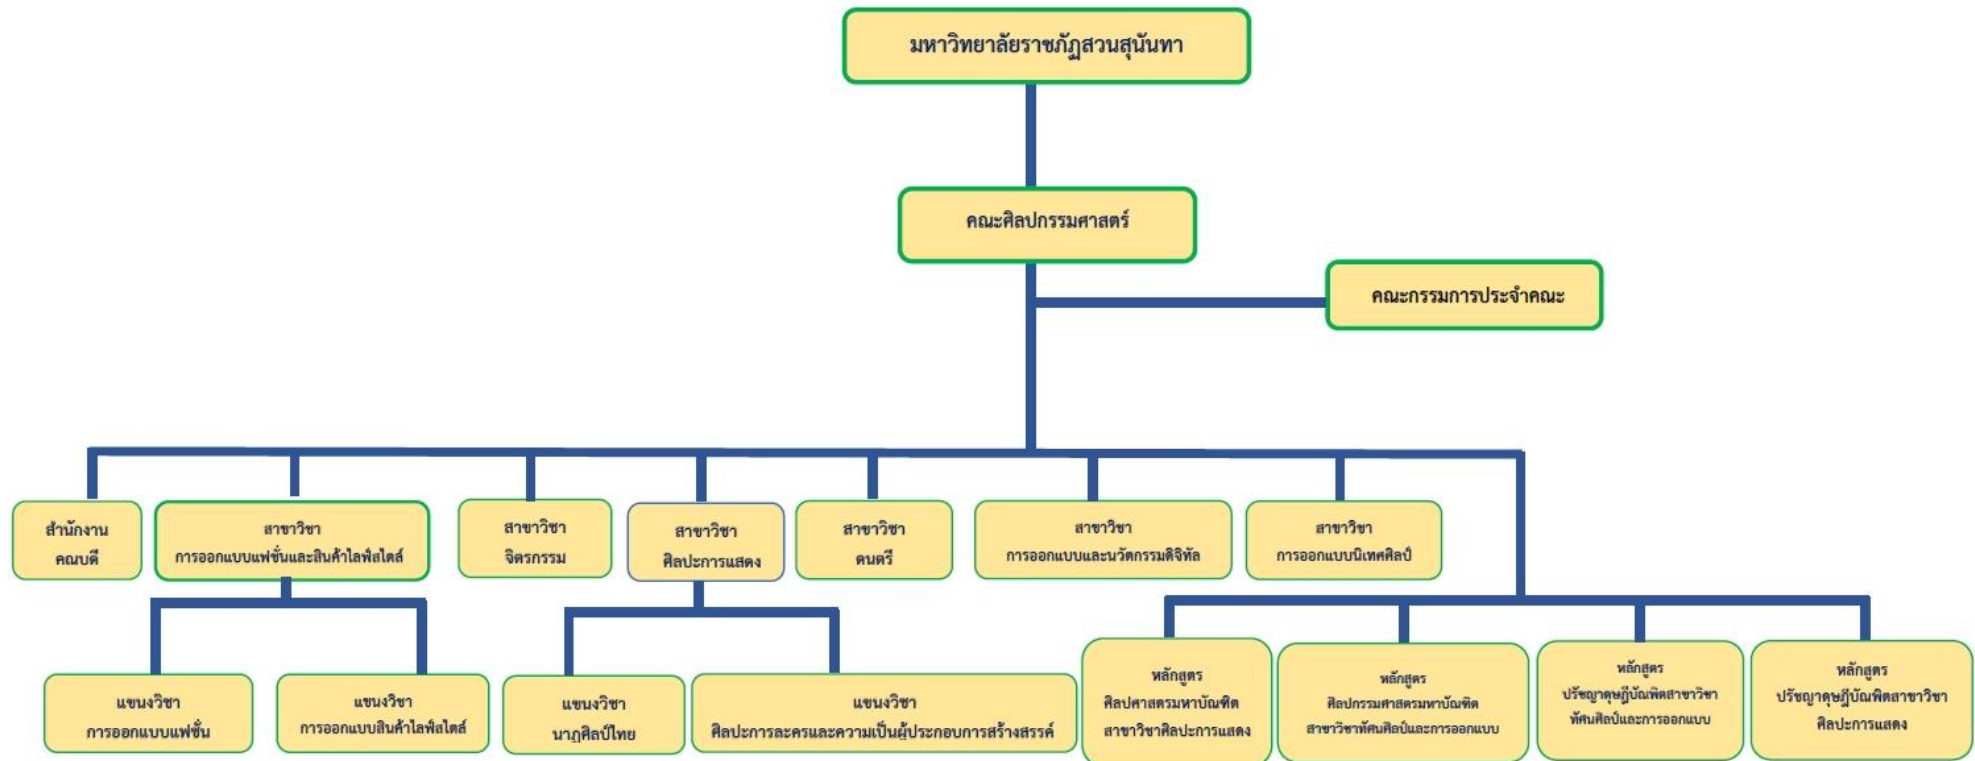 มหาวิทยาลัยราชภัฏสวนสุนันทา
คณะศิลปกรรมศาสตร์
คณะกรรมการประจำคณะ
สำนักงาน
คณบดี
สาขาวิชา
การออกแบบแฟชั่นและสินค้าไลฟ์สไตล์
สาขาวิชา
จิตรกรรม
สาขาวิชา
ศิลปะการแสดง
สาขาวิชา
ดนตรี
สาขาวิชา
การออกแบบและนวัตกรรมดิจิทัล
สาขาวิชา
การออกแบบนิเทศศิลป์
แขนงวิชา
การออกแบบแฟชั่น
แขนงวิชา
การออกแบบสินค้าไลฟ์สไตล์
แขนงวิชา
นาฏศิลป์ไทย
แขนงวิชา
ศิลปะการละครและความเป็นผู้ประกอบการสร้างสรรค์
หลักสูตร
ศิลปศาสตรมหาบัณฑิต
สาขาวิชาศิลปะการแสดง
หลักสูตร
ศิลปกรรมศาสตรมหาบัณฑิต
สาขาวิชาทัศนศิลป์และการออกแบบ
หลักสูตร
ปรัชญาดุษฎีบัณฑิตสาขาวิชา
ทัศนศิลป์และการออกแบบ
หลักสูตร
ปรัชญาดุษฎีบัณฑิตสาขาวิชา
ศิลปะการแสดง